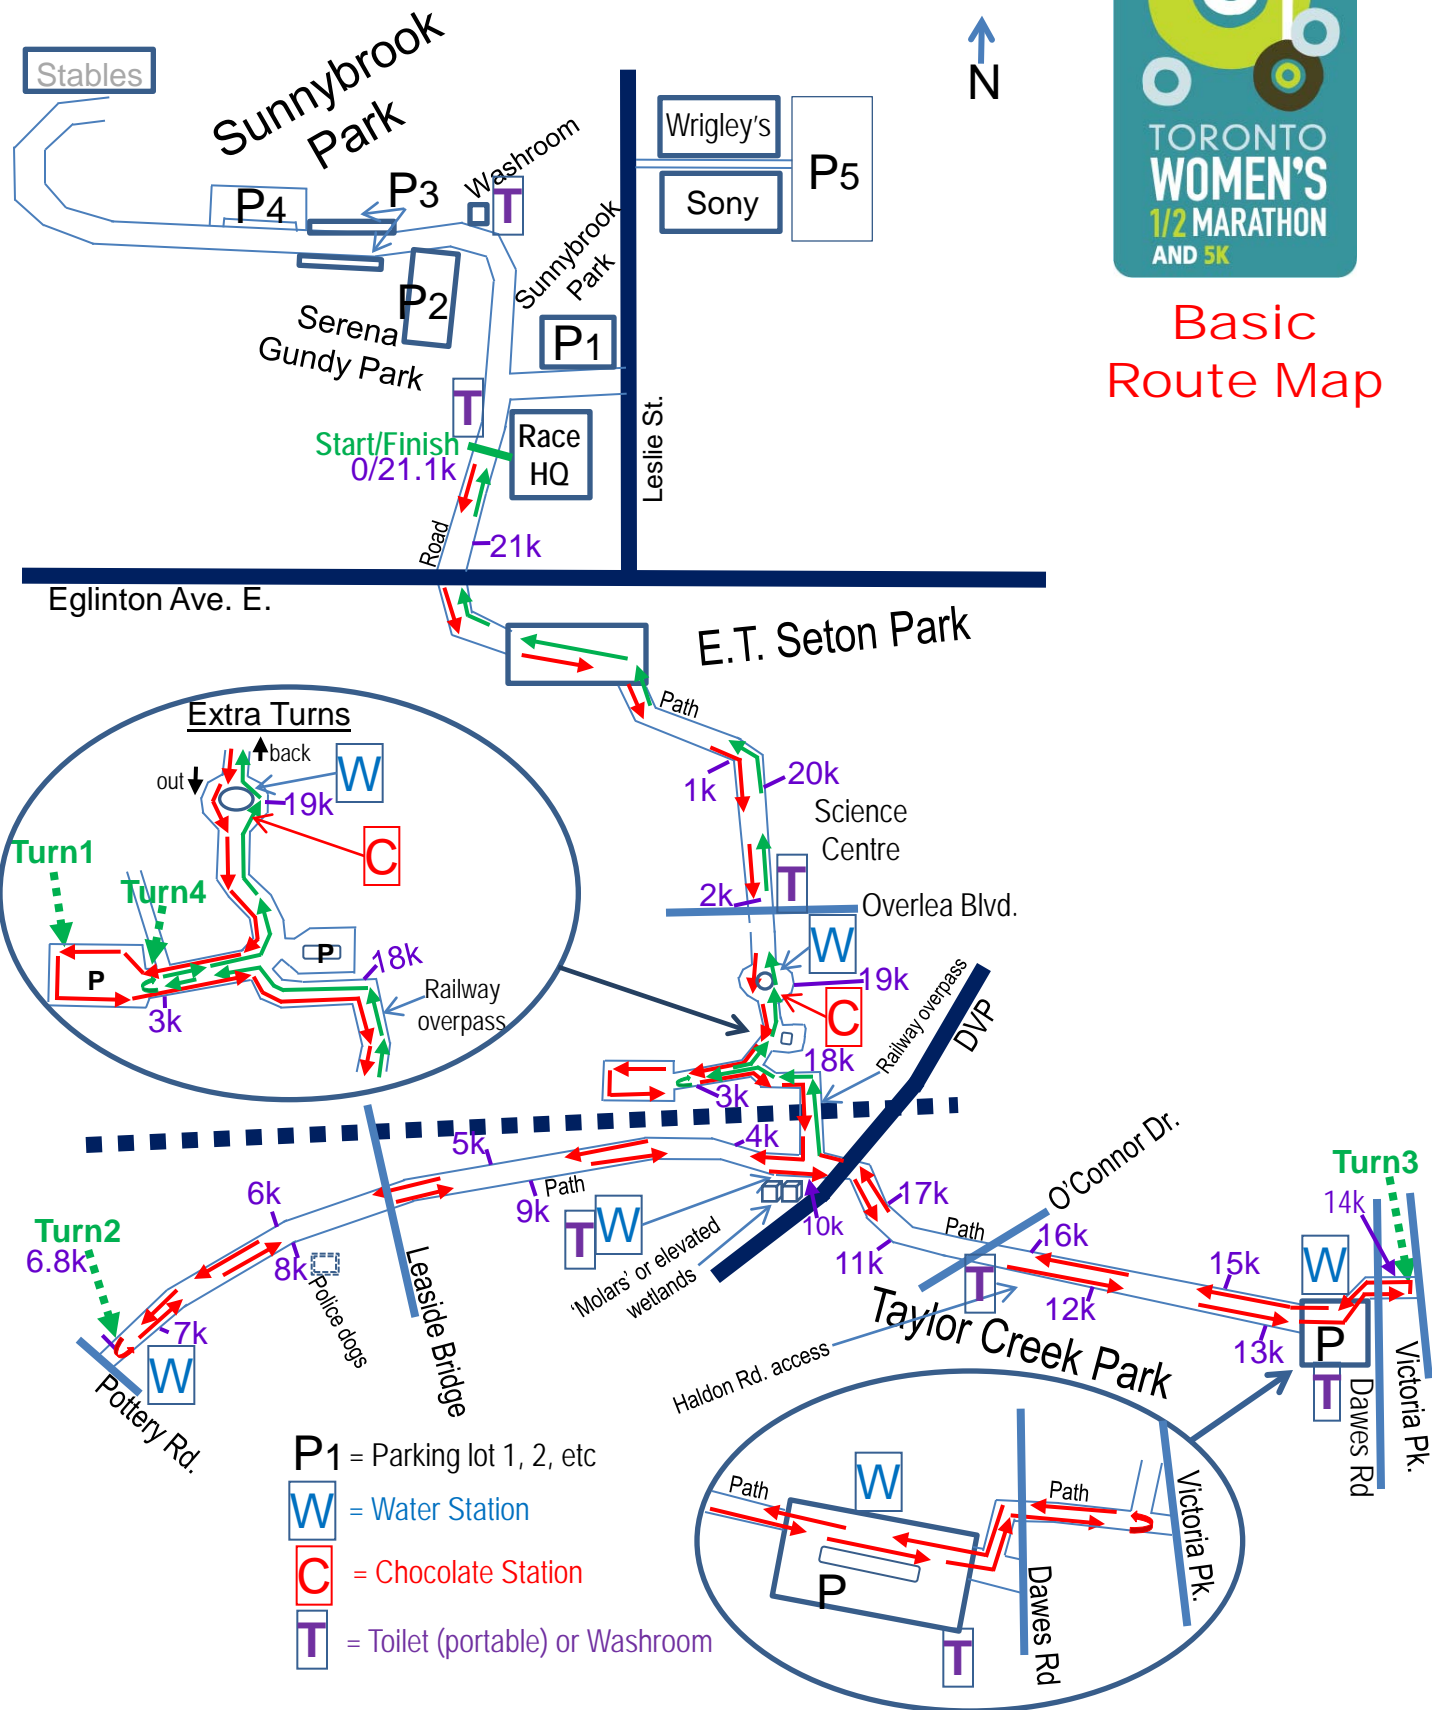 Stables
Sunnybrook
Park
P4
P3
Washroom
T
P2
Serena
Gundy Park
Sunnybrook
Park
P1
T
Start/Finish
0/21.1k
Race
HQ
Road
21k
Leslie St.
Wrigley's
Sony
P5
N
TORONTO
WOMEN'S
1/2 MARATHON
AND 5K
Basic
Route Map
Eglinton Ave. E.
E.T. Seton Park
Path
1k
20k
Science
Centre
2k
T
Overlea Blvd.
W
19k
C
18k
3k
Railway overpass
DVP
Extra Turns
back
out
W
19k
C
Turn1
Turn4
P
P
18k
3k
Railway
overpass
4k
5k
Path
9k
6k
8k
Police dogs
Turn2
6.8k
7k
W
Pottery Rd.
Leaside Bridge
T
W
'Molars' or elevated
wetlands
10k
17k
11k
Path
O'Connor Dr.
16k
T
12k
15k
13k
Taylor Creek Park
Haldon Rd. access
Turn3
14k
W
P
T
Dawes Rd
Victoria Pk.
P1 = Parking lot 1, 2, etc
W = Water Station
C = Chocolate Station
T = Toilet (portable) or Washroom
Path
W
P
T
Path
Dawes Rd
Victoria Pk.